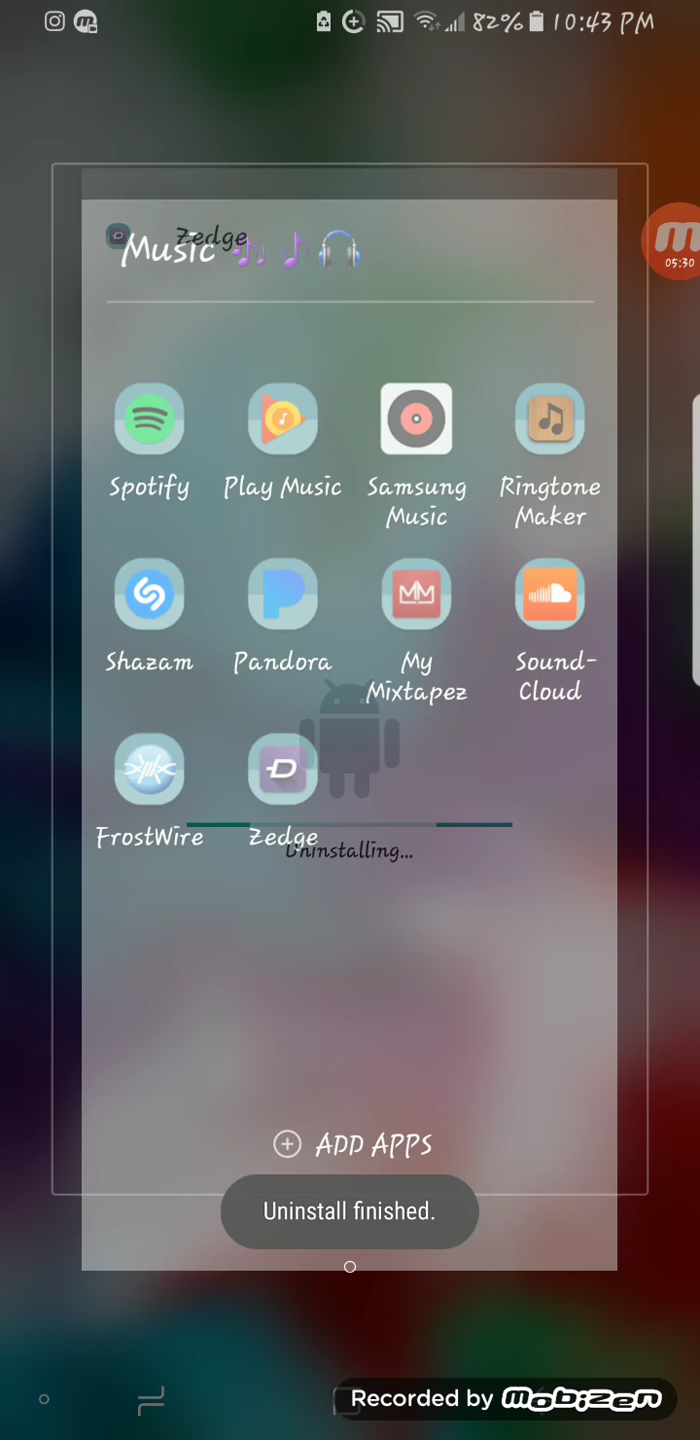 82% 10:43 PM
Zedge
Music
05:30
Spotify
Play Music
Samsung
Music
Ringtone
Maker
Shazam
Pandora
My
Mixtapez
Sound-
Cloud
FrostWire
Zedge
Uninstalling...
ADD APPS
Uninstall finished.
Recorded by Mobizen